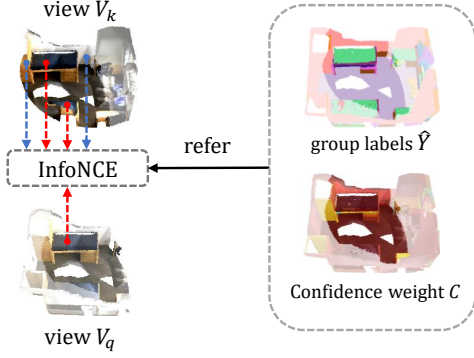 view V_k
InfoNCE
view V_q
refer
group labels Ŷ
Confidence weight C